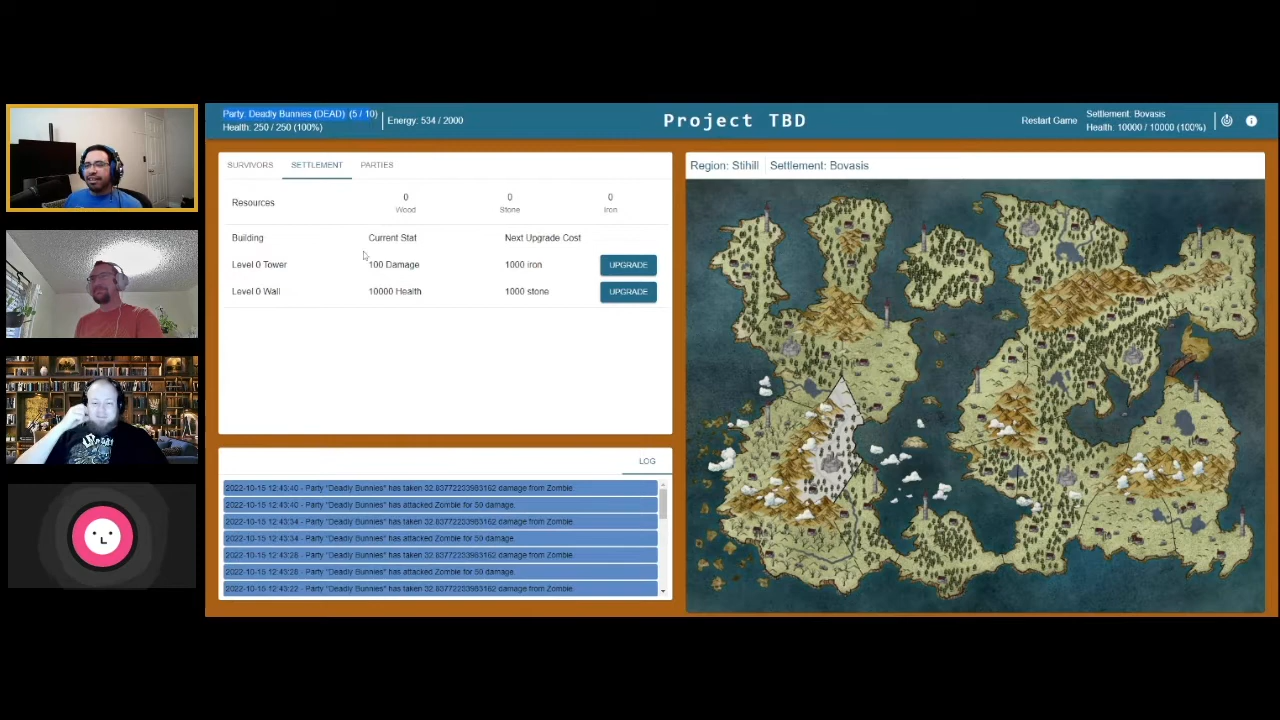 Party: Deadly Bunnies (DEAD) (5 / 10)
Health: 250 / 250 (100%)
Energy: 534 / 2000
Project TBD
Restart Game
Settlement: Bovasis
Health: 10000 / 10000 (100%)
SURVIVORS SETTLEMENT PARTIES
Resources
0 0 0
Wood Stone Iron
Building Current Stat Next Upgrade Cost
Level 0 Tower 100 Damage 1000 iron UPGRADE
Level 0 Wall 10000 Health 1000 stone UPGRADE
LOG
2022-10-15 12:43:40 - Party "Deadly Bunnies" has taken 32.83772233983162 damage from Zombie.
2022-10-15 12:43:40 - Party "Deadly Bunnies" has attacked Zombie for 50 damage.
2022-10-15 12:43:34 - Party "Deadly Bunnies" has taken 32.83772233983162 damage from Zombie.
2022-10-15 12:43:34 - Party "Deadly Bunnies" has attacked Zombie for 50 damage.
2022-10-15 12:43:28 - Party "Deadly Bunnies" has taken 32.83772233983162 damage from Zombie.
2022-10-15 12:43:28 - Party "Deadly Bunnies" has attacked Zombie for 50 damage.
2022-10-15 12:43:22 - Party "Deadly Bunnies" has taken 32.83772233983162 damage from Zombie.
Region: Stihill Settlement: Bovasis